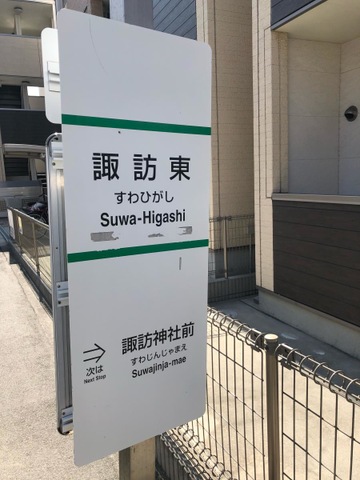 諏訪東
すわひがし
Suwa-Higashi
諏訪神社前
すわじんじゃまえ
Suwajinja-mae
次は
Next Stop